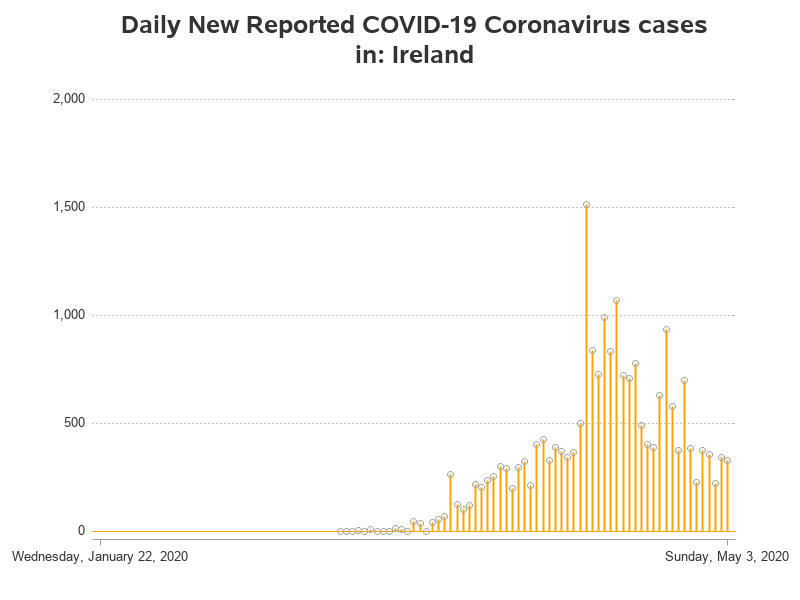 Daily New Reported COVID-19 Coronavirus cases
in: Ireland
2,000
1,500
1,000
500
0
Wednesday, January 22, 2020
Sunday, May 3, 2020